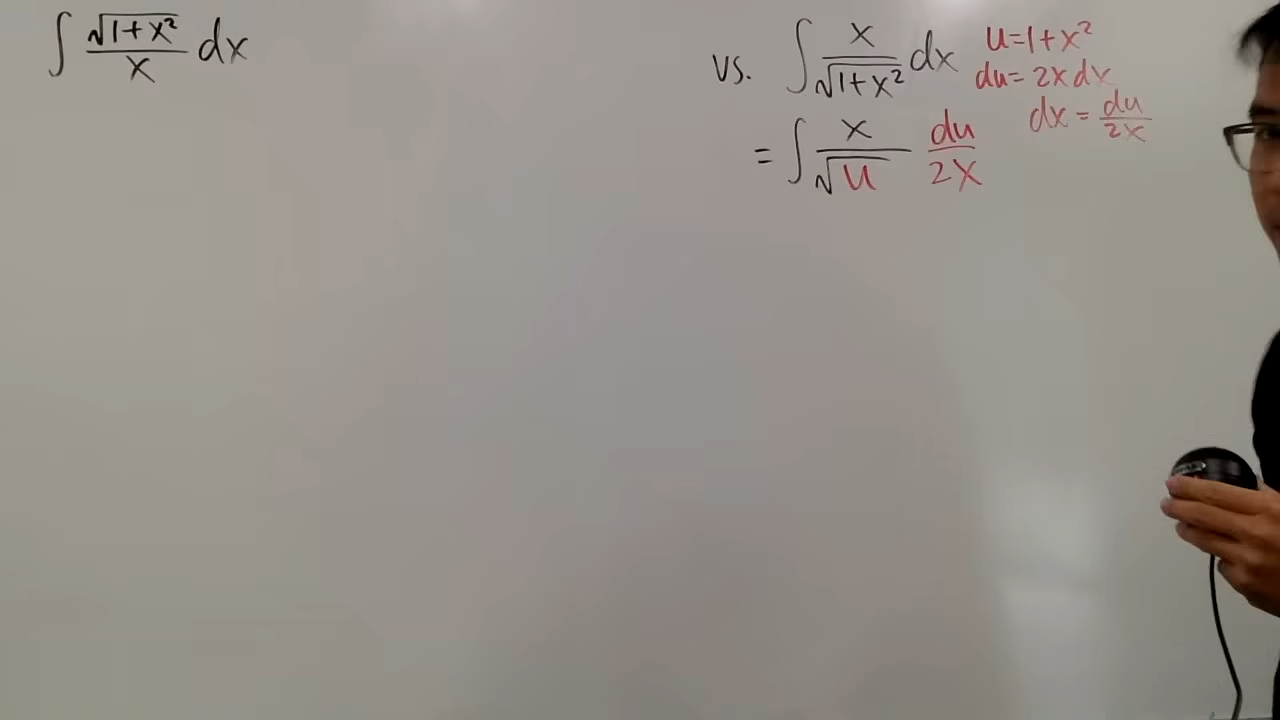 ∫ √(1+x²)/x dx
vs. ∫ x/√(1+x²) dx
u=1+x²
du=2x dx
dx = du/2x
= ∫ x/√u du/2x